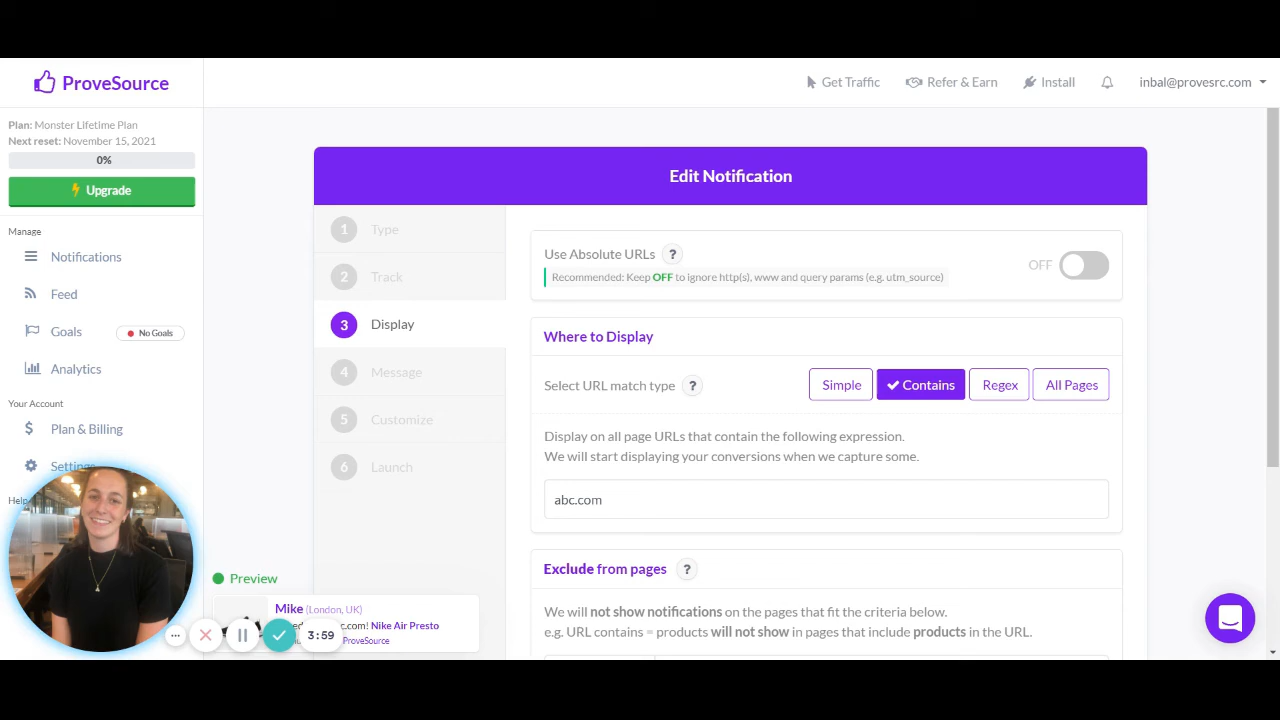 ProveSource
Get Traffic
Refer & Earn
Install
inbal@provesrc.com
Plan: Monster Lifetime Plan
Next reset: November 15, 2021
0%
Upgrade
Manage
Notifications
Feed
Goals
No Goals
Analytics
Your Account
Plan & Billing
Settings
Help
Edit Notification
1 Type
2 Track
3 Display
4 Message
5 Customize
6 Launch
Use Absolute URLs ?
Recommended: Keep OFF to ignore http(s), www and query params (e.g. utm_source)
OFF
Where to Display
Select URL match type ?
Simple
Contains
Regex
All Pages
Display on all page URLs that contain the following expression.
We will start displaying your conversions when we capture some.
abc.com
Exclude from pages ?
We will not show notifications on the pages that fit the criteria below.
e.g. URL contains = products will not show in pages that include products in the URL.
Preview
Mike (London, UK)
Nike Air Presto
ProveSource
3:59